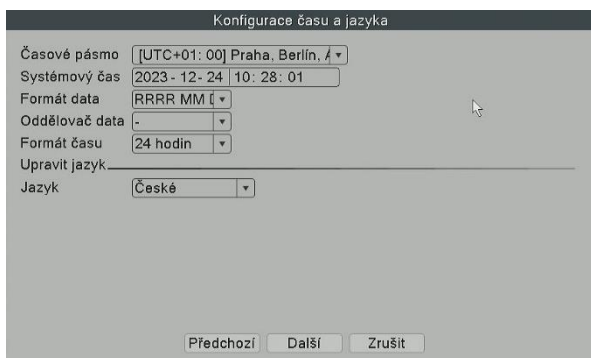 Konfigurace času a jazyka
Časové pásmo [UTC+01: 00] Praha, Berlín,
Systémový čas 2023-12-24 10: 28: 01
Formát data RRRR MM
Oddělovač data -
Formát času 24 hodin
Upravit jazyk
Jazyk České
Předchozí Další Zrušit